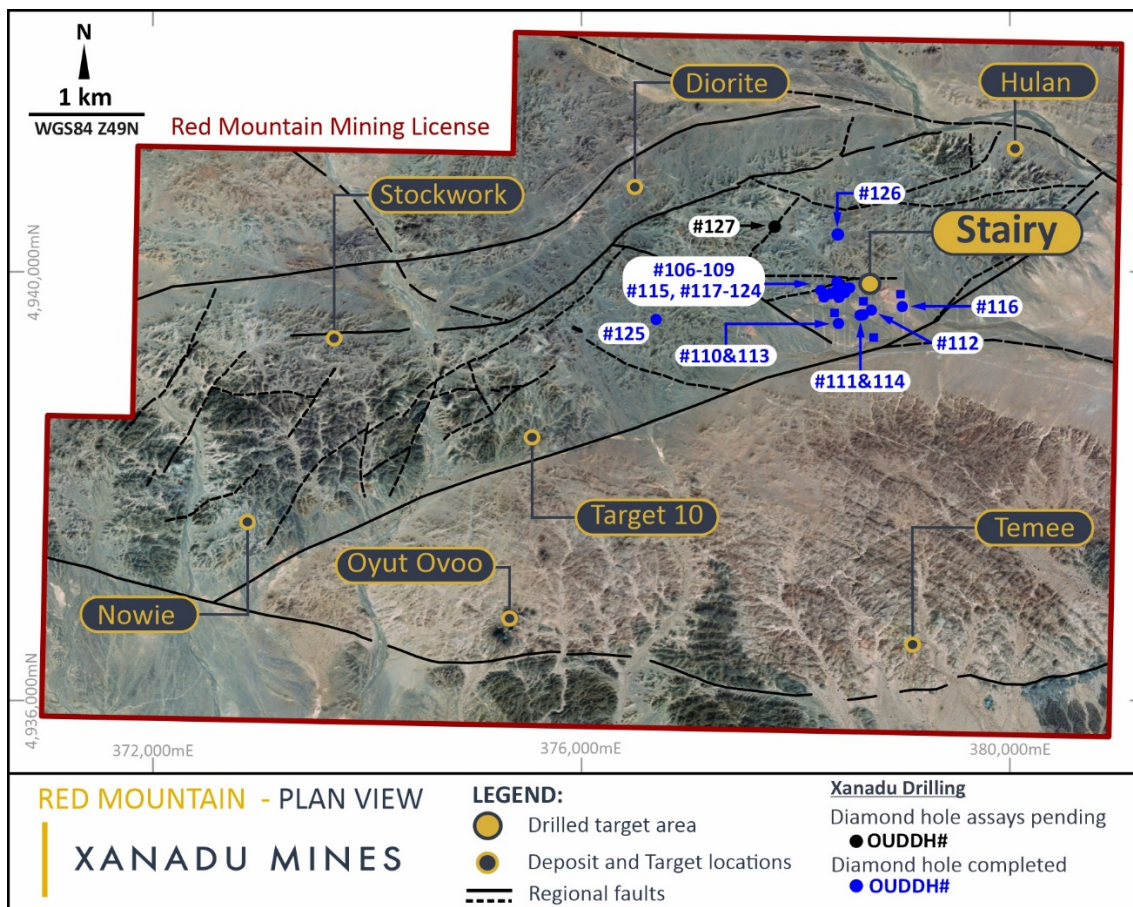 N
1 km
WGS84 Z49N
Red Mountain Mining License
Diorite
Hulan
Stockwork
#126
#127
Stairy
#106-109
#115, #117-124
#116
#125
#110&113
#112
#111&114
Target 10
Temee
Oyut Ovoo
Nowie
4,940,000mN
4,936,000mN
372,000mE
376,000mE
380,000mE
RED MOUNTAIN - PLAN VIEW
XANADU MINES
LEGEND:
Drilled target area
Deposit and Target locations
Regional faults
Xanadu Drilling
Diamond hole assays pending
OUDDH#
Diamond hole completed
OUDDH#